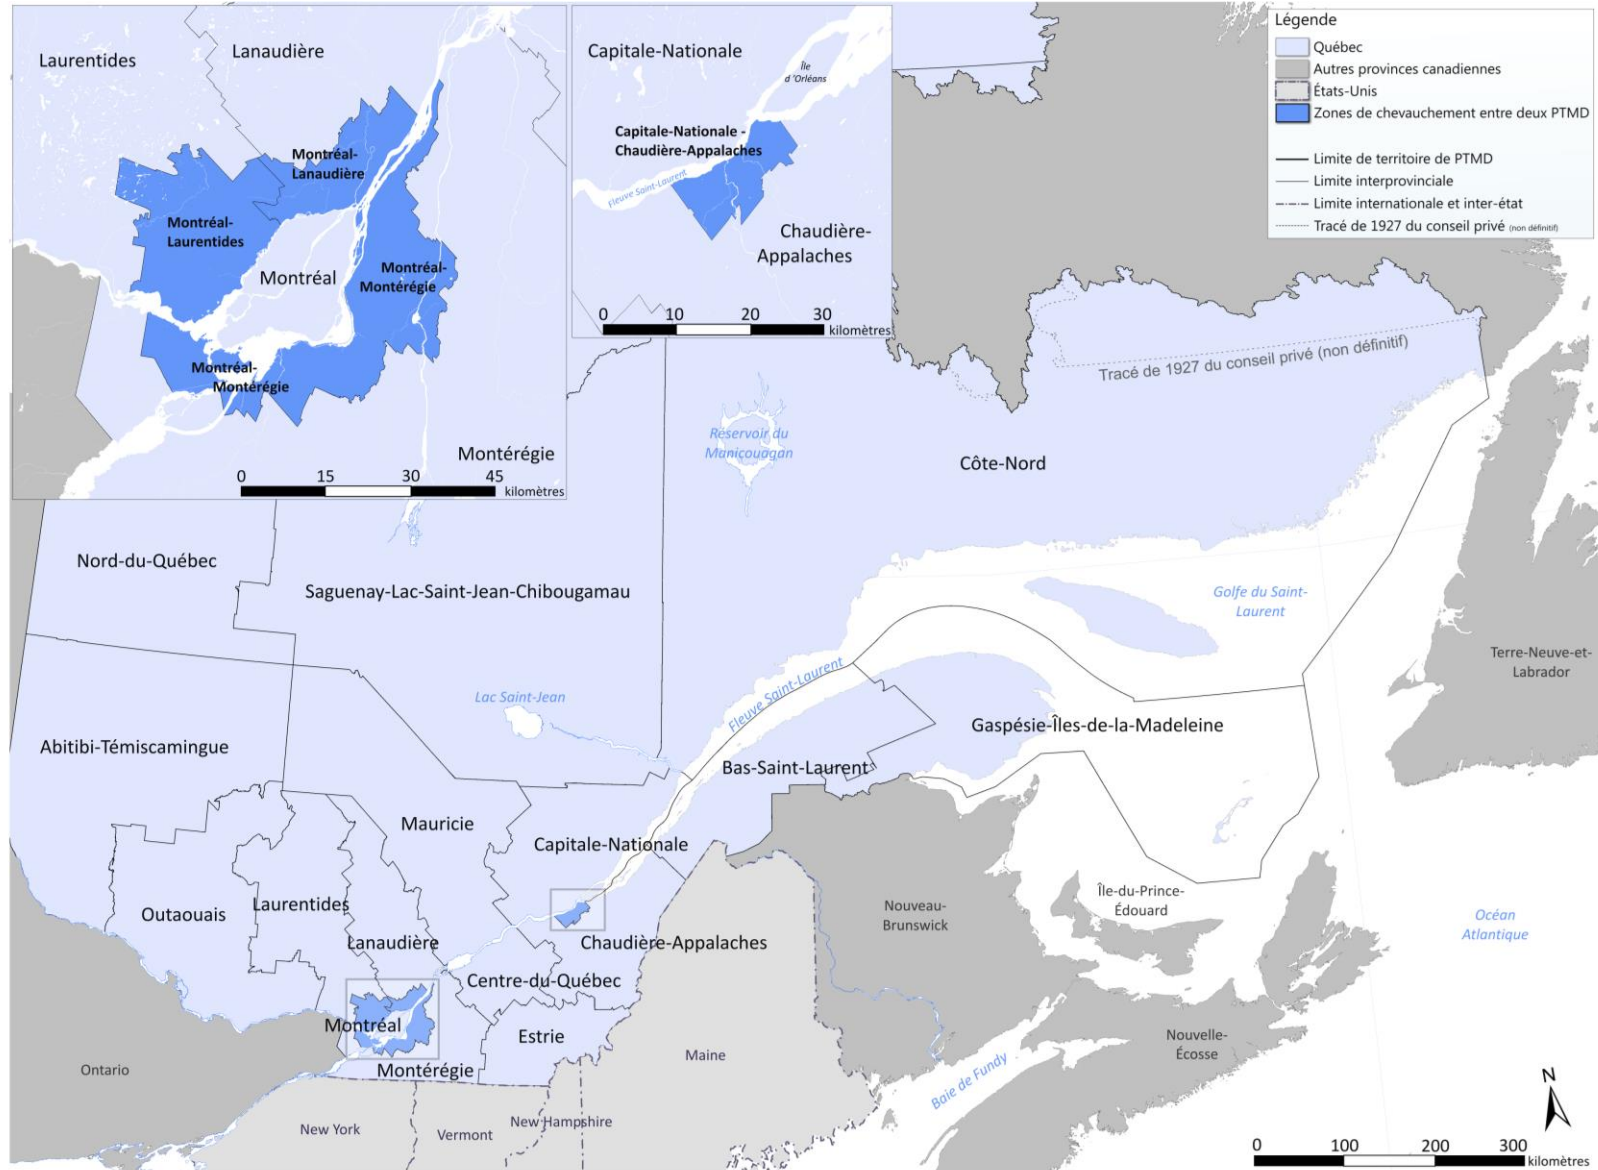 Laurentides
Lanaudière
Montréal-
Lanaudière
Montréal-
Laurentides
Montréal
Montréal-
Montérégie
Montréal-
Montérégie
Montérégie
0 15 30 45
kilomètres
Capitale-Nationale
Île
d 'Orléans
Capitale-Nationale -
Chaudière-Appalaches
Fleuve Saint-Laurent
Chaudière-
Appalaches
0 10 20 30
kilomètres
Légende
Québec
Autres provinces canadiennes
États-Unis
Zones de chevauchement entre deux PTMD
Limite de territoire de PTMD
Limite interprovinciale
Limite internationale et inter-état
Tracé de 1927 du conseil privé (non définitif)
Tracé de 1927 du conseil privé (non définitif)
Réservoir du
Manicouagan
Côte-Nord
Nord-du-Québec
Saguenay-Lac-Saint-Jean-Chibougamau
Golfe du Saint-
Laurent
Terre-Neuve-et-
Labrador
Lac Saint-Jean
Fleuve Saint-Laurent
Abitibi-Témiscamingue
Gaspésie-Îles-de-la-Madeleine
Bas-Saint-Laurent
Mauricie
Capitale-Nationale
Outaouais
Laurentides
Lanaudière
Chaudière-Appalaches
Centre-du-Québec
Nouveau-
Brunswick
Île-du-Prince-
Édouard
Océan
Atlantique
Montréal
Estrie
Montérégie
Maine
Nouvelle-
Écosse
Baie de Fundy
Ontario
New York
Vermont
New Hampshire
N
0 100 200 300
kilomètres